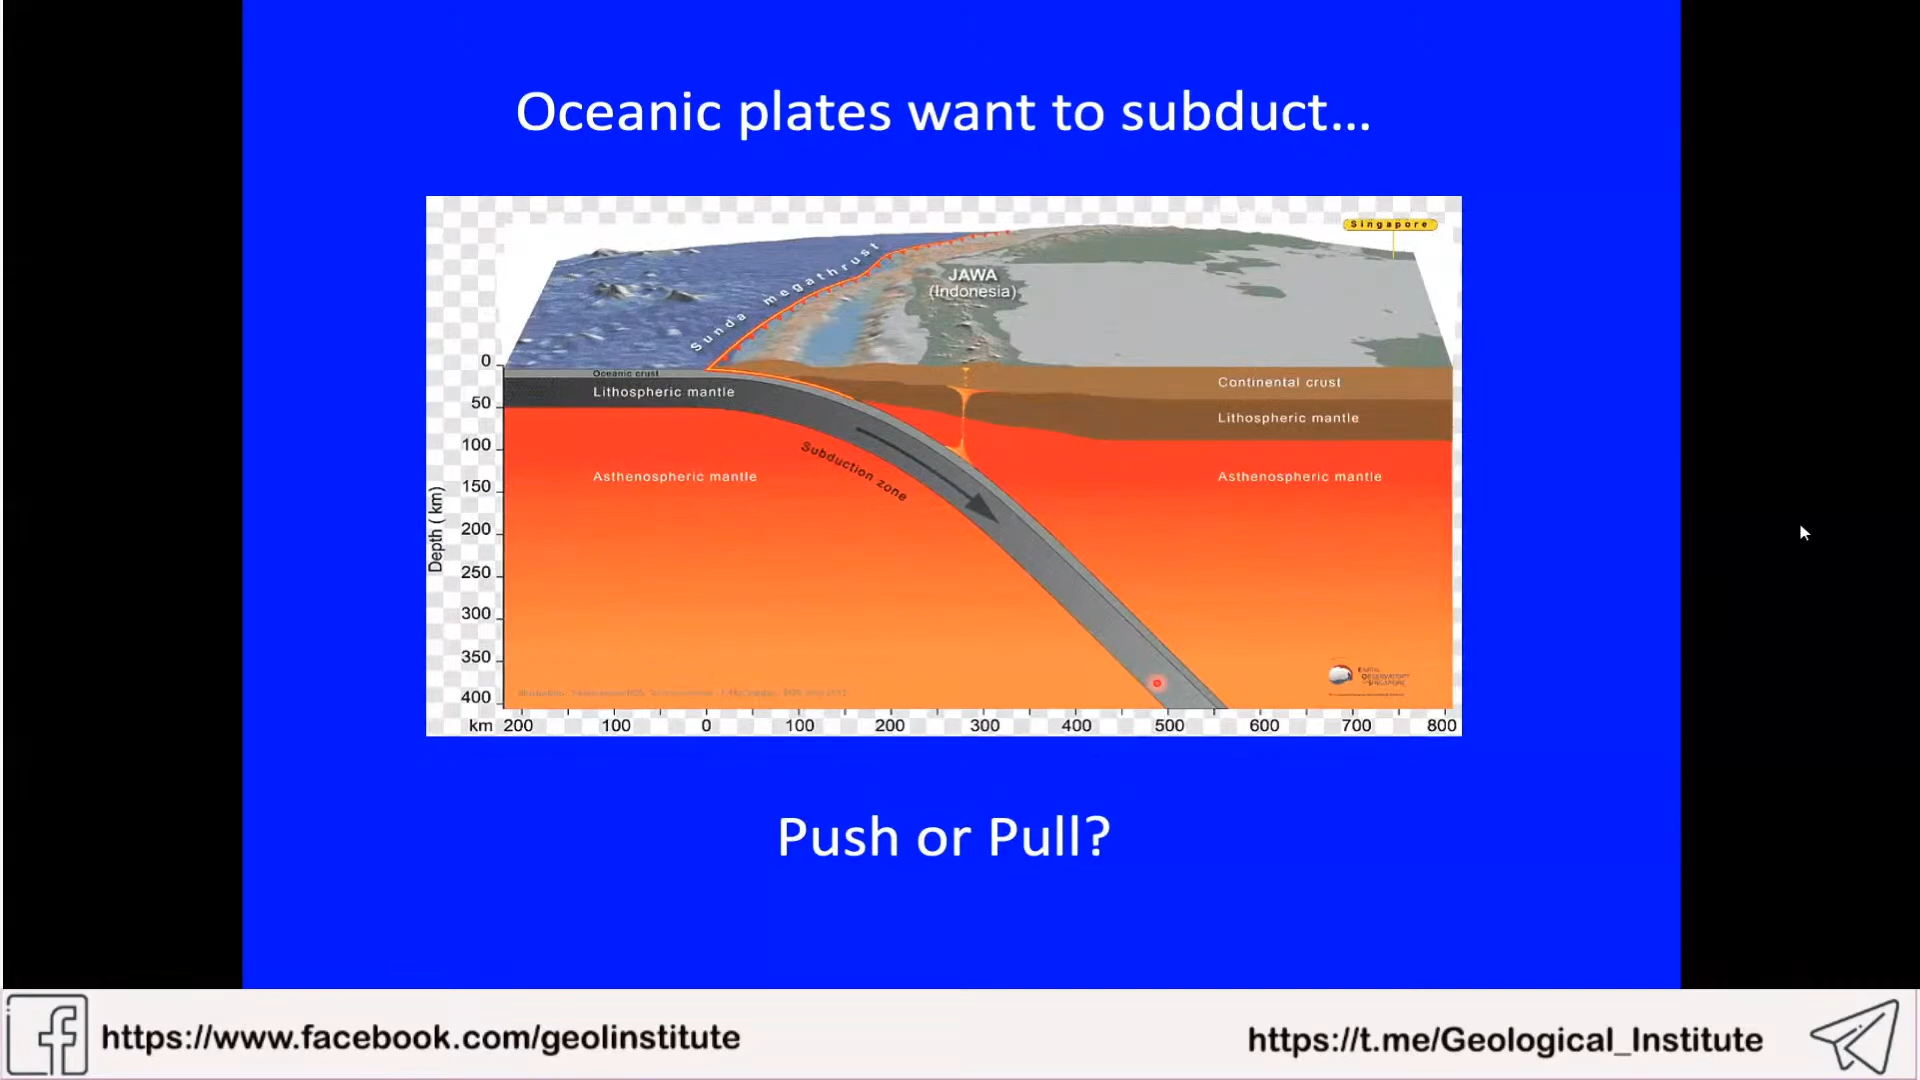 Oceanic plates want to subduct...
Singapore
Sunda megathrust
JAWA
(Indonesia)
Oceanic crust
Lithospheric mantle
Continental crust
Lithospheric mantle
Subduction zone
Asthenospheric mantle
Asthenospheric mantle
Depth (km)
0
50
100
150
200
250
300
350
400
km 200 100 0 100 200 300 400 500 600 700 800
Push or Pull?
https://www.facebook.com/geolinstitute
https://t.me/Geological_Institute